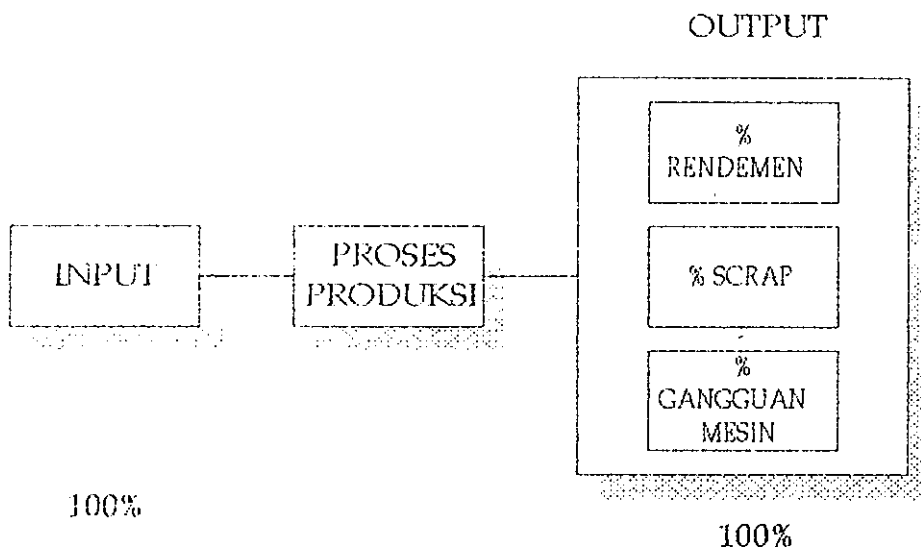 OUTPUT
%
RENDEMEN
INPUT
PROSES
PRODUKSI
% SCRAP
%
GANGGUAN
MESIN
100%
100%